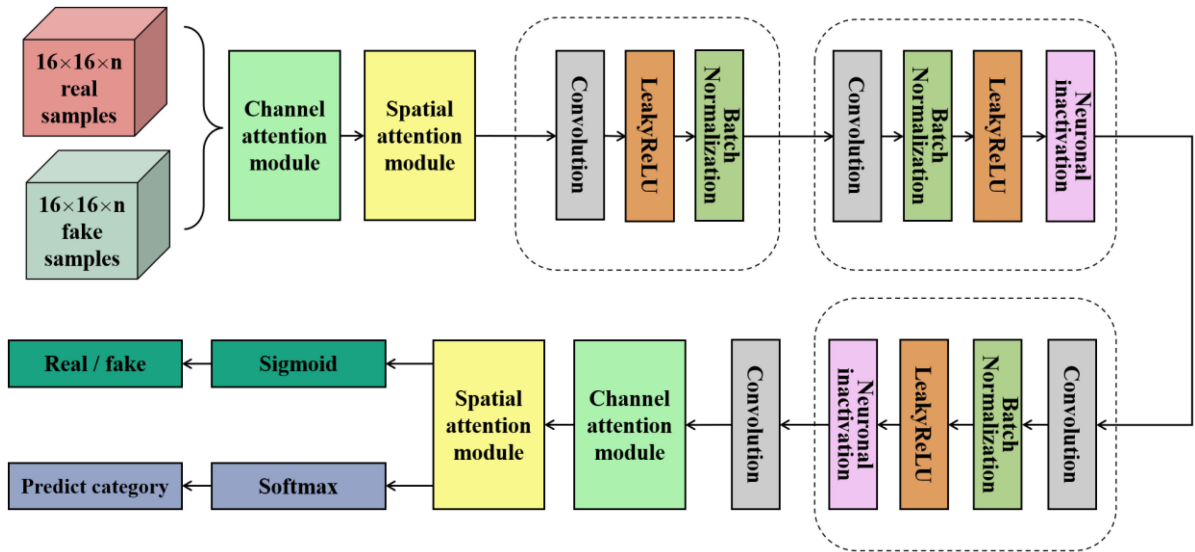 16×16×n
real
samples
16×16×n
fake
samples
Channel
attention
module
Spatial
attention
module
Convolution
LeakyReLU
Batch
Normalization
Convolution
Batch
Normalization
LeakyReLU
Neuronal
inactivation
Convolution
Batch
Normalization
LeakyReLU
Neuronal
inactivation
Convolution
Channel
attention
module
Spatial
attention
module
Sigmoid
Real / fake
Softmax
Predict category